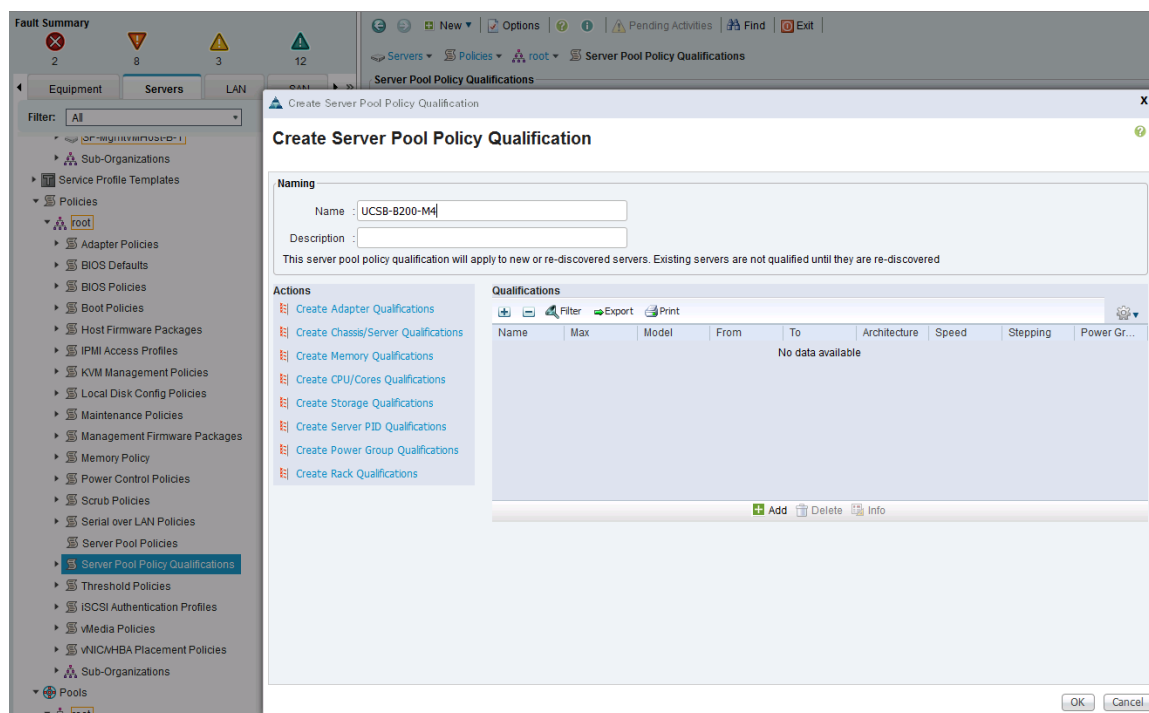 Fault Summary
2 8 3 12
New Options Pending Activities Find Exit
Servers Policies root Server Pool Policy Qualifications
Server Pool Policy Qualifications
Equipment Servers LAN SAN
Filter: All
SP-MgmtVMHost-B-1
Sub-Organizations
Service Profile Templates
Policies
root
Adapter Policies
BIOS Defaults
BIOS Policies
Boot Policies
Host Firmware Packages
IPMI Access Profiles
KVM Management Policies
Local Disk Config Policies
Maintenance Policies
Management Firmware Packages
Memory Policy
Power Control Policies
Scrub Policies
Serial over LAN Policies
Server Pool Policies
Server Pool Policy Qualifications
Threshold Policies
iSCSI Authentication Profiles
vMedia Policies
vNIC/vHBA Placement Policies
Sub-Organizations
Pools
root
Create Server Pool Policy Qualification X
Create Server Pool Policy Qualification
Naming
Name : UCSB-B200-M4
Description :
This server pool policy qualification will apply to new or re-discovered servers. Existing servers are not qualified until they are re-discovered
Actions
Create Adapter Qualifications
Create Chassis/Server Qualifications
Create Memory Qualifications
Create CPU/Cores Qualifications
Create Storage Qualifications
Create Server PID Qualifications
Create Power Group Qualifications
Create Rack Qualifications
Qualifications
Filter Export Print
Name Max Model From To Architecture Speed Stepping Power Gr...
No data available
Add Delete Info
OK Cancel